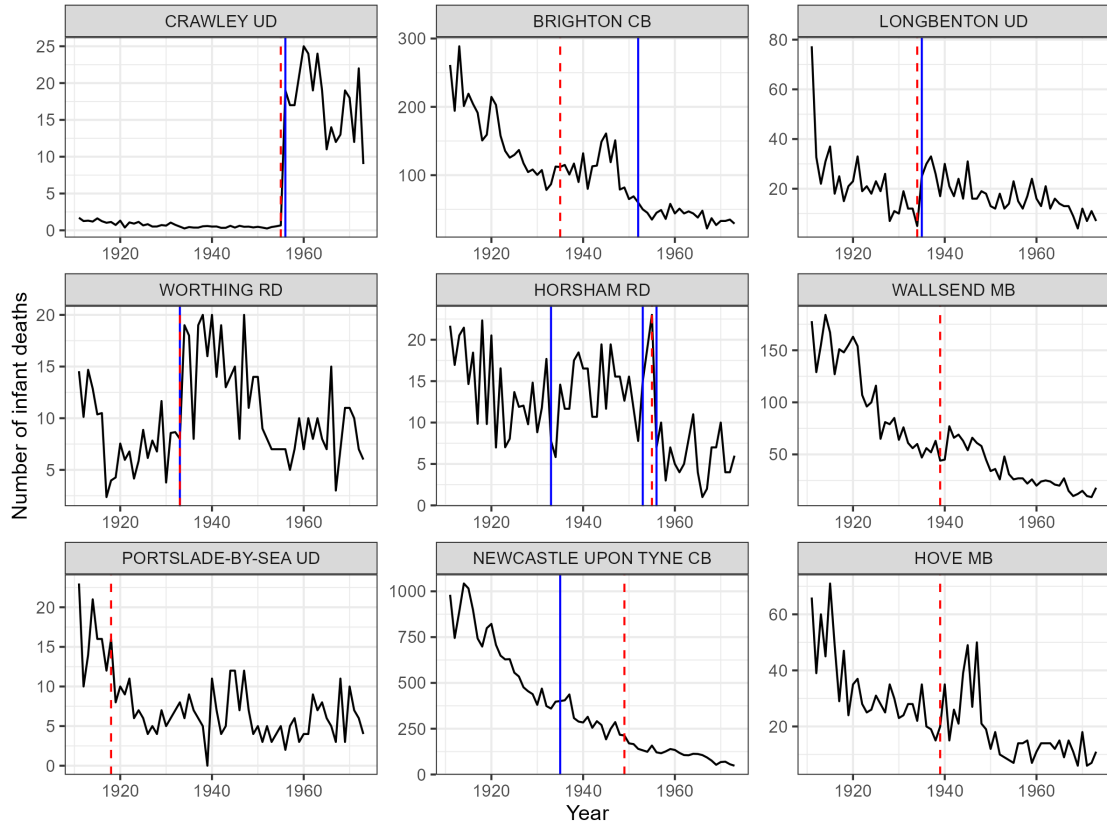 CRAWLEY UD
BRIGHTON CB
LONGBENTON UD
25
20
15
10
5
0
1920 1940 1960
300
200
100
1920 1940 1960
80
60
40
20
1920 1940 1960
WORTHING RD
HORSHAM RD
WALLSEND MB
20
15
10
5
1920 1940 1960
20
15
10
5
0
1920 1940 1960
150
100
50
1920 1940 1960
PORTSLADE-BY-SEA UD
NEWCASTLE UPON TYNE CB
HOVE MB
20
15
10
5
0
1920 1940 1960
1000
750
500
250
0
1920 1940 1960
60
40
20
1920 1940 1960
Number of infant deaths
Year